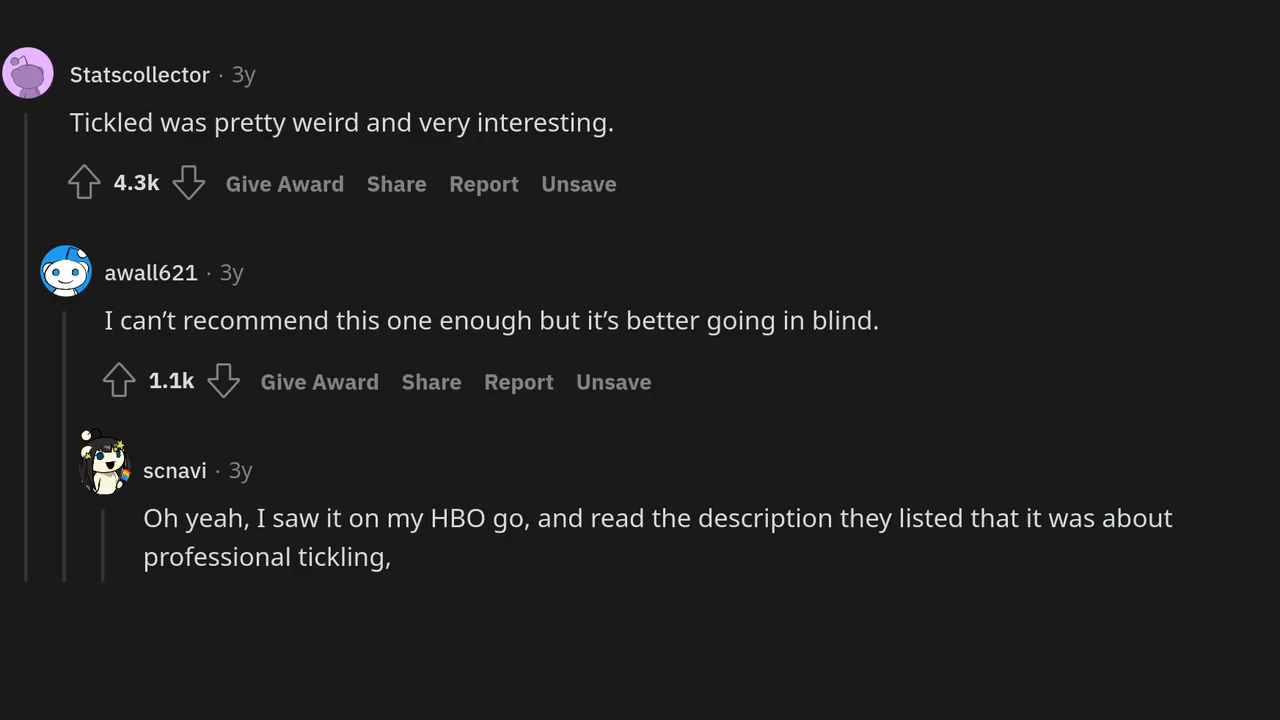 Statscollector · 3y
Tickled was pretty weird and very interesting.
4.3k Give Award Share Report Unsave
awall621 · 3y
I can’t recommend this one enough but it’s better going in blind.
1.1k Give Award Share Report Unsave
scnavi · 3y
Oh yeah, I saw it on my HBO go, and read the description they listed that it was about
professional tickling,